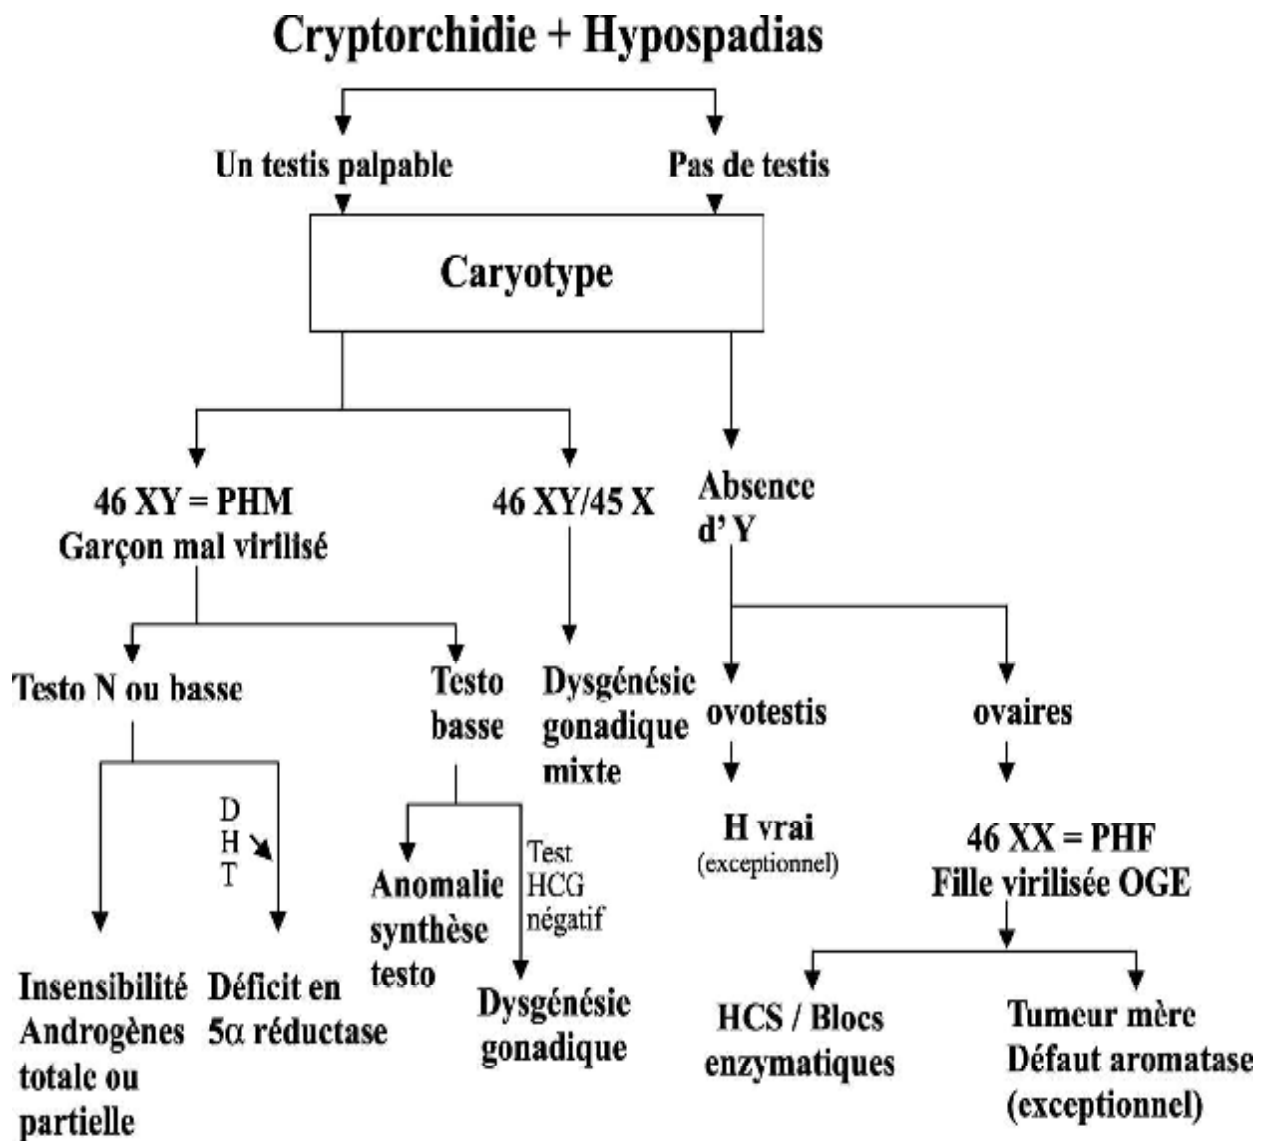 Cryptorchidie + Hypospadias
Un testis palpable
Pas de testis
Caryotype
46 XY = PHM
Garçon mal virilisé
46 XY/45 X
Absence
d' Y
Testo N ou basse
Testo
basse
Dysgénésie
gonadique
mixte
ovotestis
ovaires
D
H
T
Anomalie
synthèse
testo
Test
HCG
négatif
H vrai
(exceptionnel)
46 XX = PHF
Fille virilisée OGE
Insensibilité
Androgènes
totale ou
partielle
Déficit en
5α réductase
Dysgénésie
gonadique
HCS / Blocs
enzymatiques
Tumeur mère
Défaut aromatase
(exceptionnel)